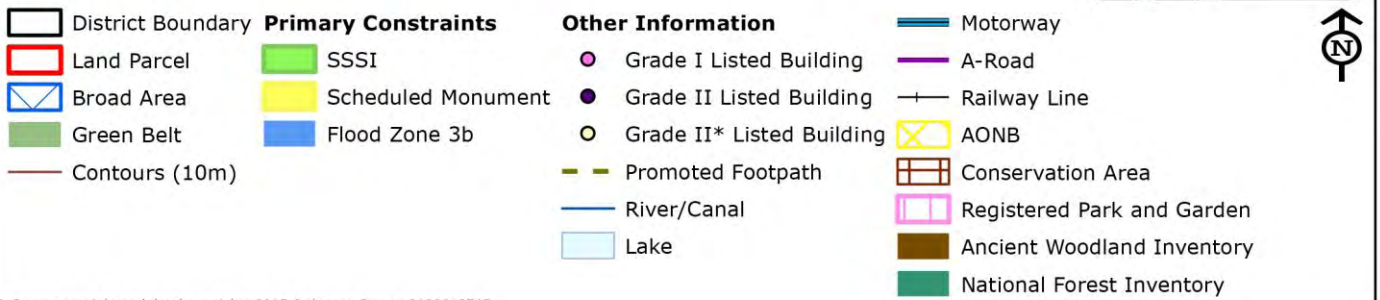 District Boundary
Land Parcel
Broad Area
Green Belt
Contours (10m)
Primary Constraints
SSSI
Scheduled Monument
Flood Zone 3b
Other Information
Grade I Listed Building
Grade II Listed Building
Grade II* Listed Building
Promoted Footpath
River/Canal
Lake
Motorway
A-Road
Railway Line
AONB
Conservation Area
Registered Park and Garden
Ancient Woodland Inventory
National Forest Inventory
N